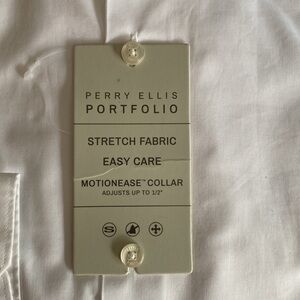 PERRY ELLIS
PORTFOLIO
STRETCH FABRIC
EASY CARE
MOTIONEASE™ COLLAR
ADJUSTS UP TO 1/2"
S